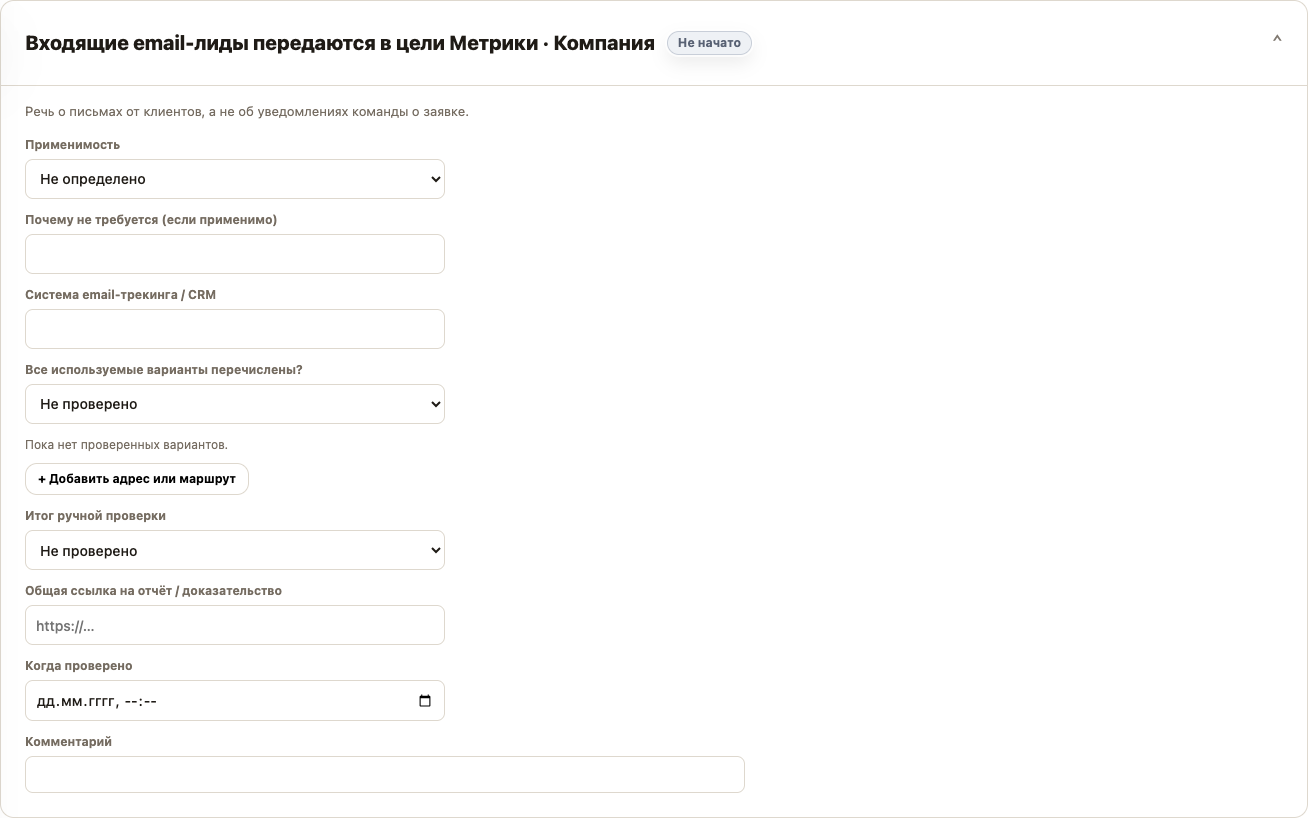 Входящие email-лиды передаются в цели Метрики · Компания
Не начато
Речь о письмах от клиентов, а не об уведомлениях команды о заявке.
Применимость
Не определено
Почему не требуется (если применимо)
Система email-трекинга / CRM
Все используемые варианты перечислены?
Не проверено
Пока нет проверенных вариантов.
+ Добавить адрес или маршрут
Итог ручной проверки
Не проверено
Общая ссылка на отчёт / доказательство
https://...
Когда проверено
дд.мм.гггг, --:--
Комментарий